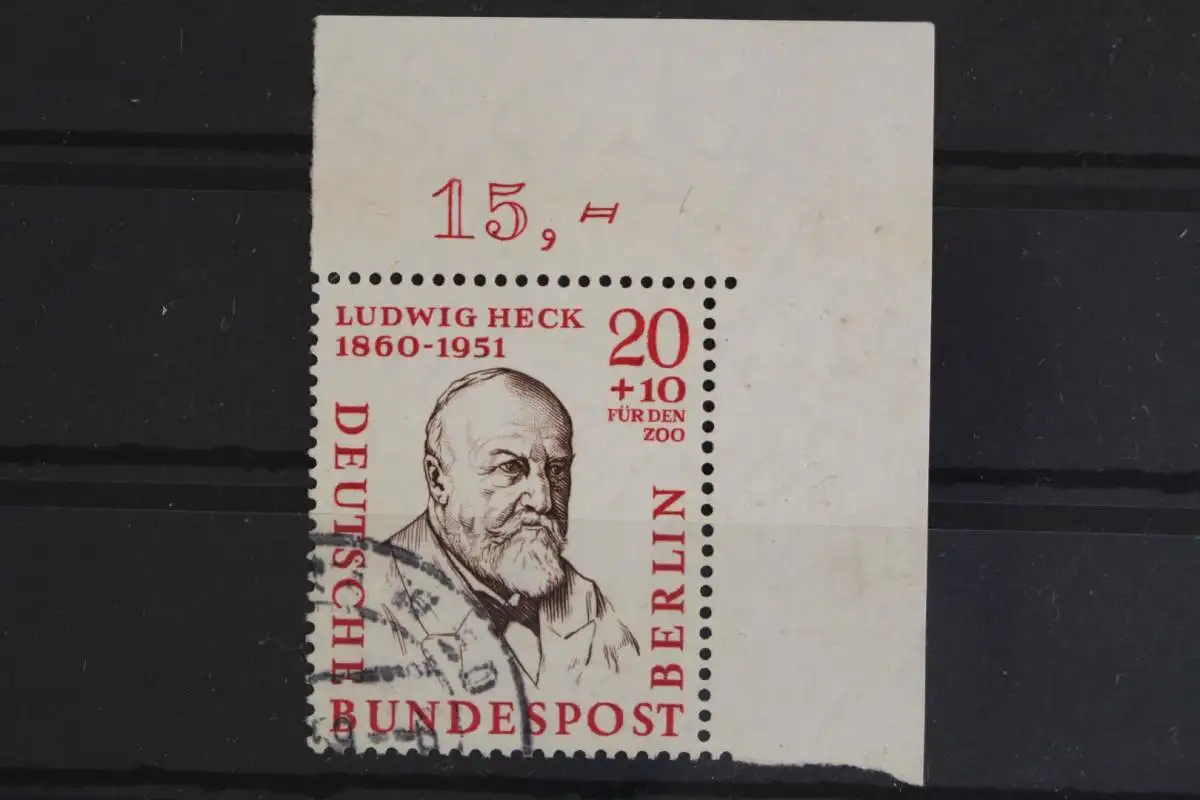 15,-
LUDWIG HECK
1860-1951
20
+10
FÜR DEN
ZOO
DEUTSCHE
BUNDESPOST
BERLIN